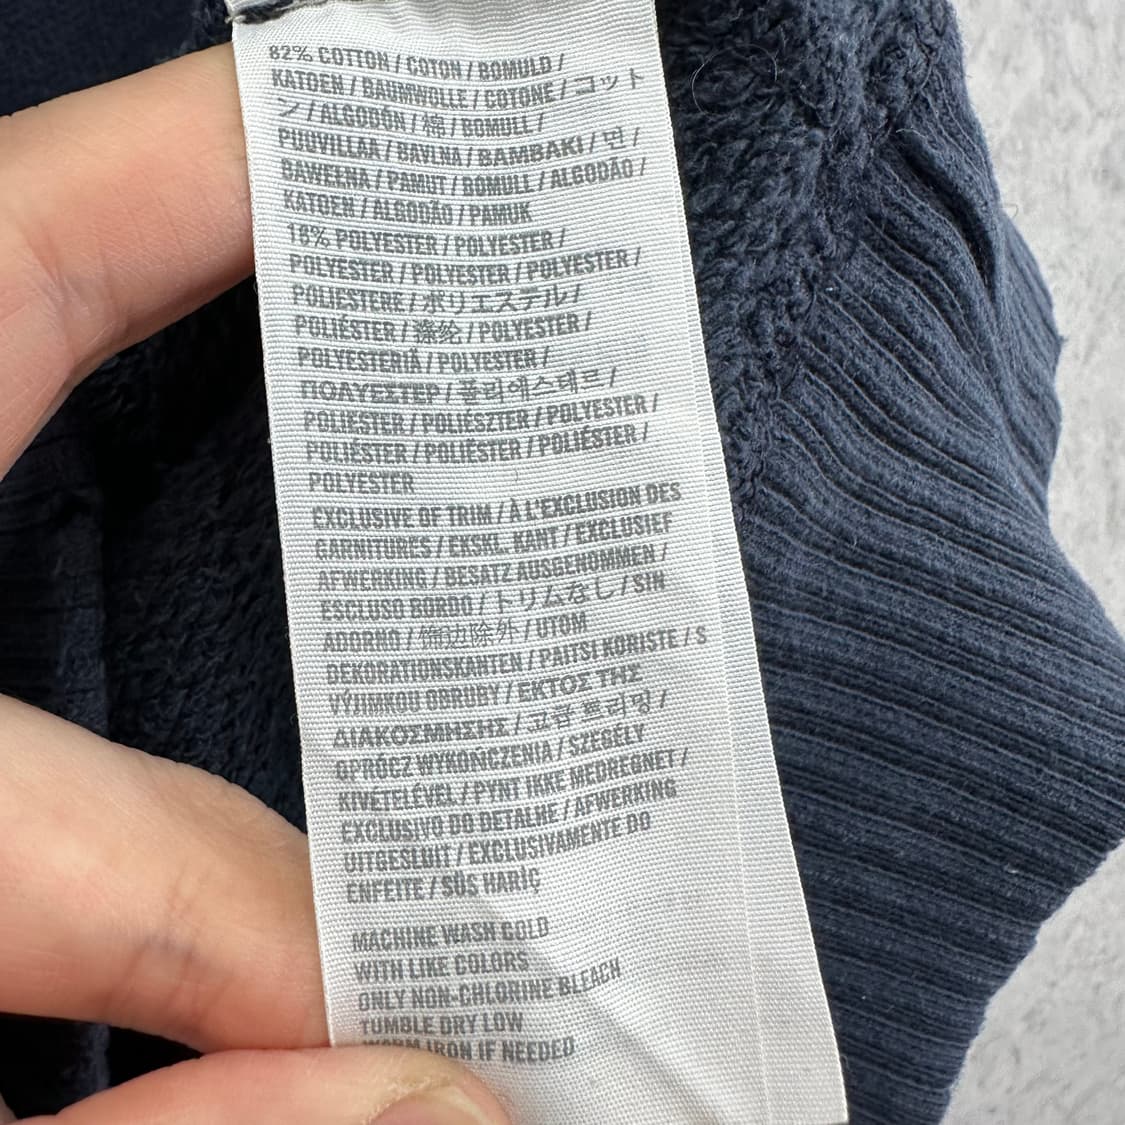 82% COTTON / COTON / BOMULD /
KATOEN / BAUMWOLLE / COTONE / コット
ン / ALGODÓN / 棉 / BOMULL /
PUUVILLAA / BAVLNA / BAMBAKI / 면 /
BAWEŁNA / PAMUT / BOMULL / ALGODÃO /
KATOEN / ALGODÃO / PAMUK
18% POLYESTER / POLYESTER /
POLYESTER / POLYESTER / POLYESTER /
POLIESTERE / ポリエステル /
POLIÉSTER / 滌纶 / POLYESTER /
POLYESTERIÄ / POLYESTER /
ΠΟΛΥΕΣΤΕΡ / 폴리에스테르 /
POLIESTER / POLIÉSZTER / POLYESTER /
POLIÉSTER / POLIËSTER / POLIÉSTER /
POLYESTER
EXCLUSIVE OF TRIM / À L'EXCLUSION DES
GARNITURES / EKSKL. KANT / EXCLUSIEF
AFWERKING / BESATZ AUSGENOMMEN /
ESCLUSO BORDO / トリムなし / SIN
ADORNO / 饰边除外 / UTOM
DEKORATIONSKANTEN / PAITSI KORISTE / S
VÝJIMKOU OBRUBY / ΕΚΤΟΣ ΤΗΣ
ΔΙΑΚΟΣΜΗΣΗΣ / 고급 트리밍 /
OPRÓCZ WYKOŃCZENIA / SZEGÉLY
KIVÉTELÉVEL / PYNT IKKE MEDREGNET /
EXCLUSIVO DO DETALHE / AFWERKING
UITGESLUIT / EXCLUSIVAMENTE DO
ENFEITE / SÜS HARİÇ
MACHINE WASH COLD
WITH LIKE COLORS
ONLY NON-CHLORINE BLEACH
TUMBLE DRY LOW
WARM IRON IF NEEDED